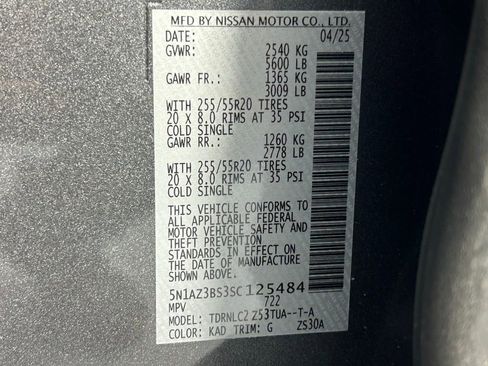 MFD BY NISSAN MOTOR CO., LTD.
DATE: 04/25
GVWR: 2540 KG
5600 LB
GAWR FR.: 1365 KG
3009 LB
WITH 255/55R20 TIRES
20 X 8.0 RIMS AT 35 PSI
COLD SINGLE
GAWR RR.: 1260 KG
2778 LB
WITH 255/55R20 TIRES
20 X 8.0 RIMS AT 35 PSI
COLD SINGLE
THIS VEHICLE CONFORMS TO
ALL APPLICABLE FEDERAL
MOTOR VEHICLE SAFETY AND
THEFT PREVENTION
STANDARDS IN EFFECT ON
THE DATE OF MANUFACTURE
SHOWN ABOVE.
5N1AZ3BS3SC125484
MPV 722
MODEL: TDRNLC2 Z53TUA--T-A
COLOR: KAD TRIM: G ZS30A